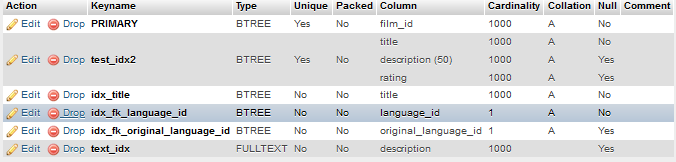 Action Keyname Type Unique Packed Column Cardinality Collation Null Comment
Edit Drop PRIMARY BTREE Yes No film_id 1000 A No
title 1000 A No
Edit Drop test_idx2 BTREE Yes No description (50) 1000 A Yes
rating 1000 A Yes
Edit Drop idx_title BTREE No No title 1000 A No
Edit Drop idx_fk_language_id BTREE No No language_id 1 A No
Edit Drop idx_fk_original_language_id BTREE No No original_language_id 1 A Yes
Edit Drop text_idx FULLTEXT No No description 1000 Yes